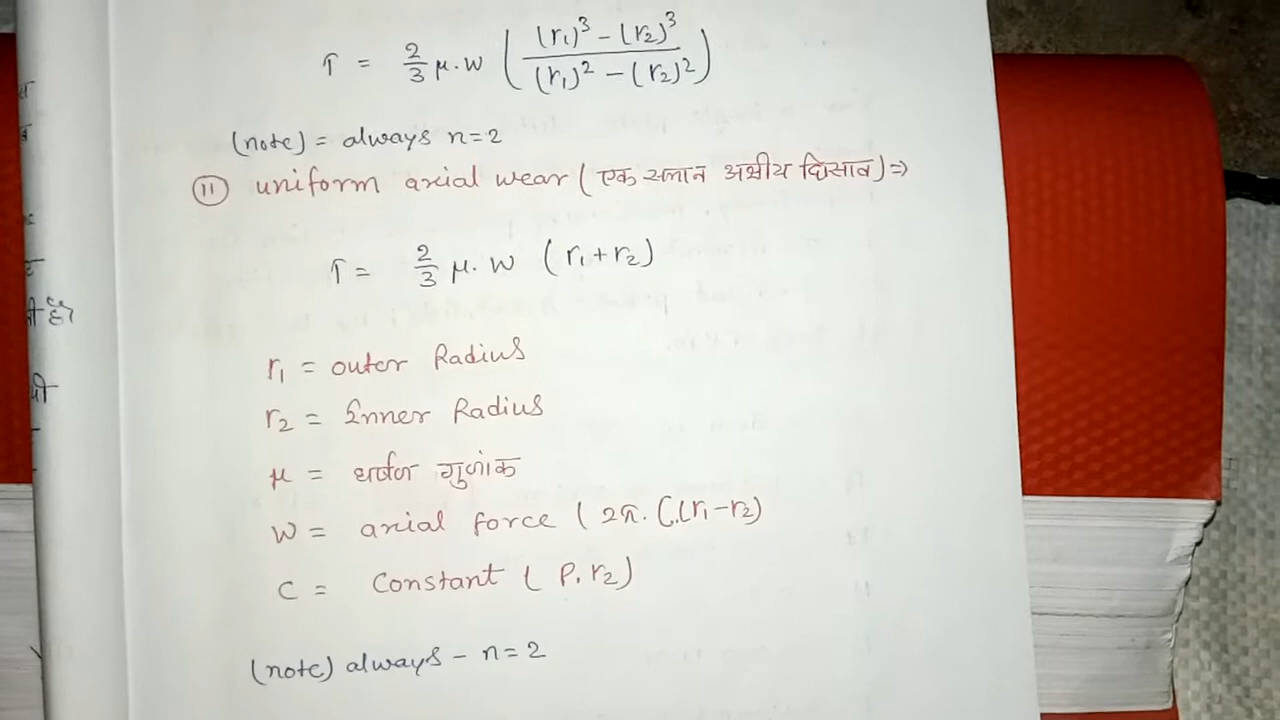 T = 2/3 μ. w ( (r₁)³ - (r₂)³ / (r₁)² - (r₂)² )
(note) = always n=2
(11) uniform axial wear (एक समान अक्षीय घिसाव) =>
T = 2/3 μ. w (r₁+r₂)
r₁ = outer Radius
r₂ = Inner Radius
μ = घर्षण गुणांक
w = axial force ( 2π. C.(r₁-r₂)
C = Constant ( P. r₂)
(note) always - n=2